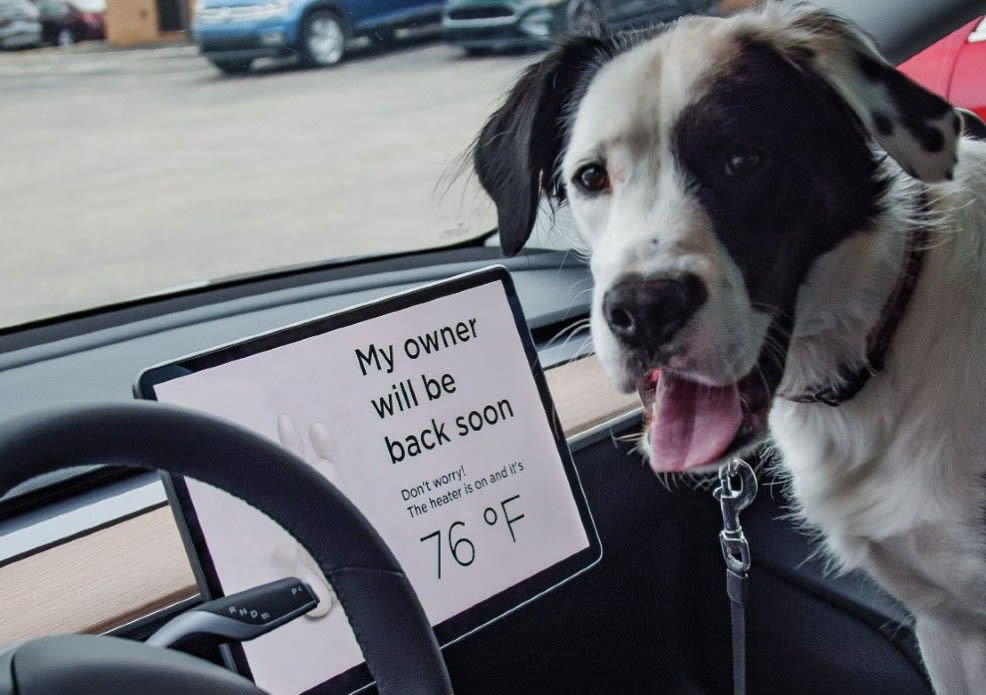 My owner
will be
back soon
Don't worry!
The heater is on and it's
76 °F